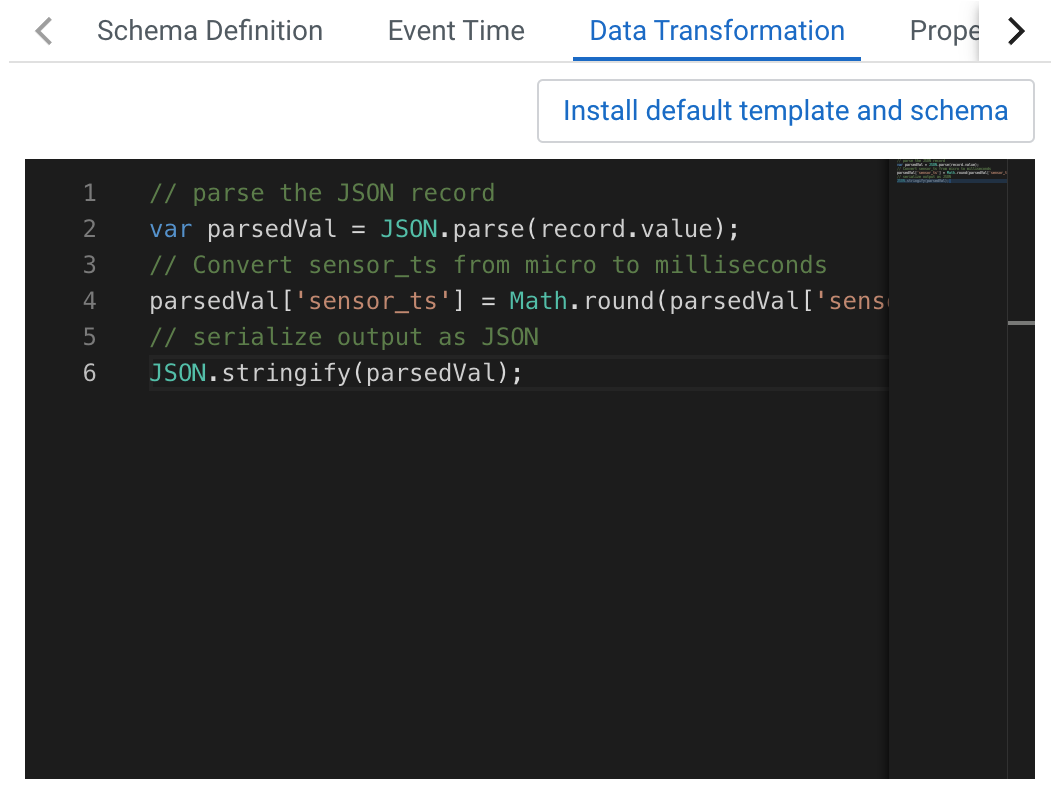 Schema Definition Event Time Data Transformation Prope
Install default template and schema
1 // parse the JSON record
2 var parsedVal = JSON.parse(record.value);
3 // Convert sensor_ts from micro to milliseconds
4 parsedVal['sensor_ts'] = Math.round(parsedVal['sens
5 // serialize output as JSON
6 JSON.stringify(parsedVal);